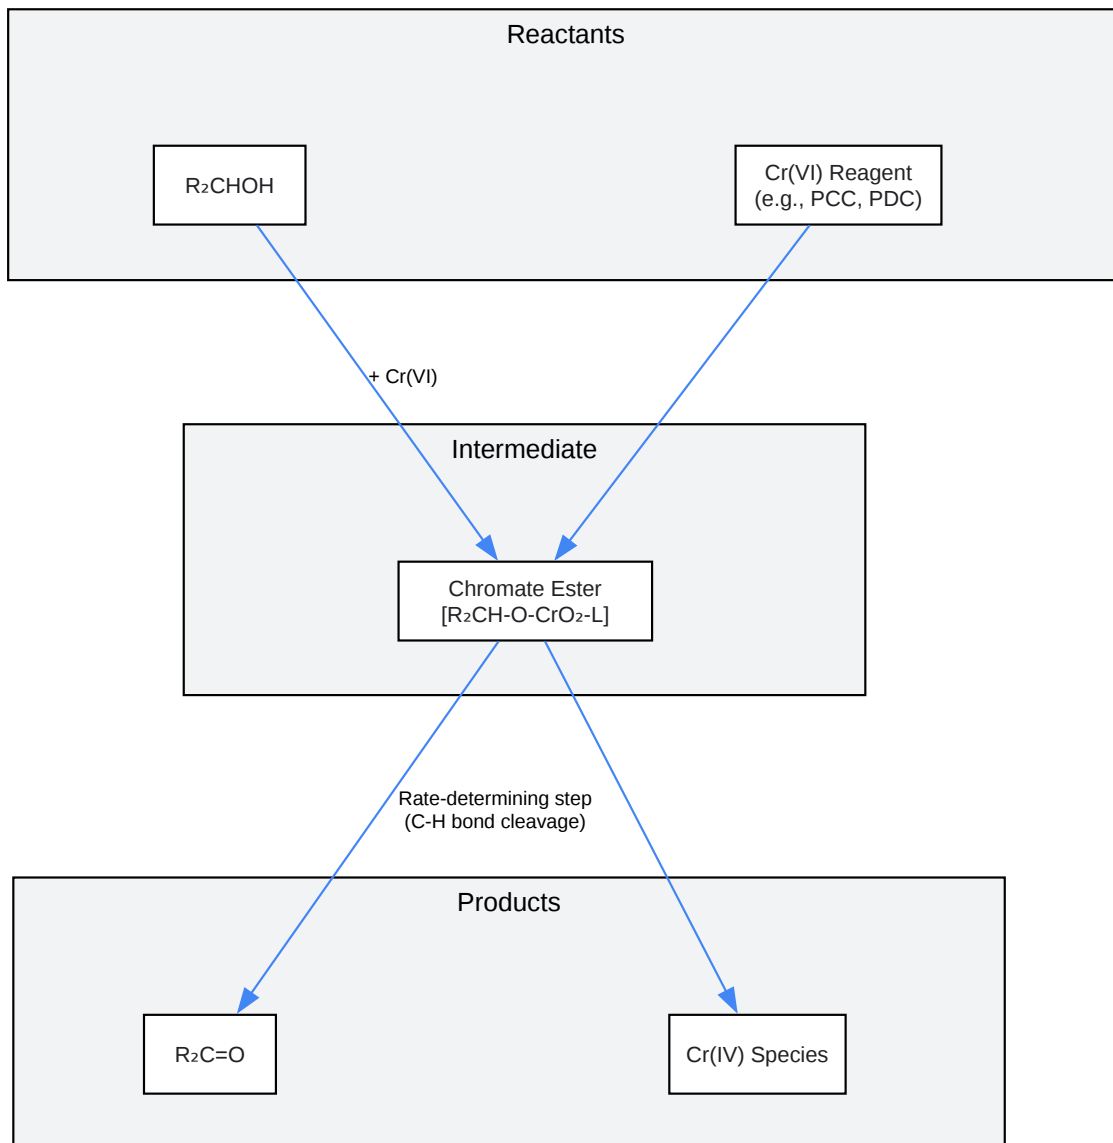 Reactants
R₂CHOH
Cr(VI) Reagent
(e.g., PCC, PDC)
+ Cr(VI)
Intermediate
Chromate Ester
[R₂CH-O-CrO₂-L]
Rate-determining step
(C-H bond cleavage)
Products
R₂C=O
Cr(IV) Species